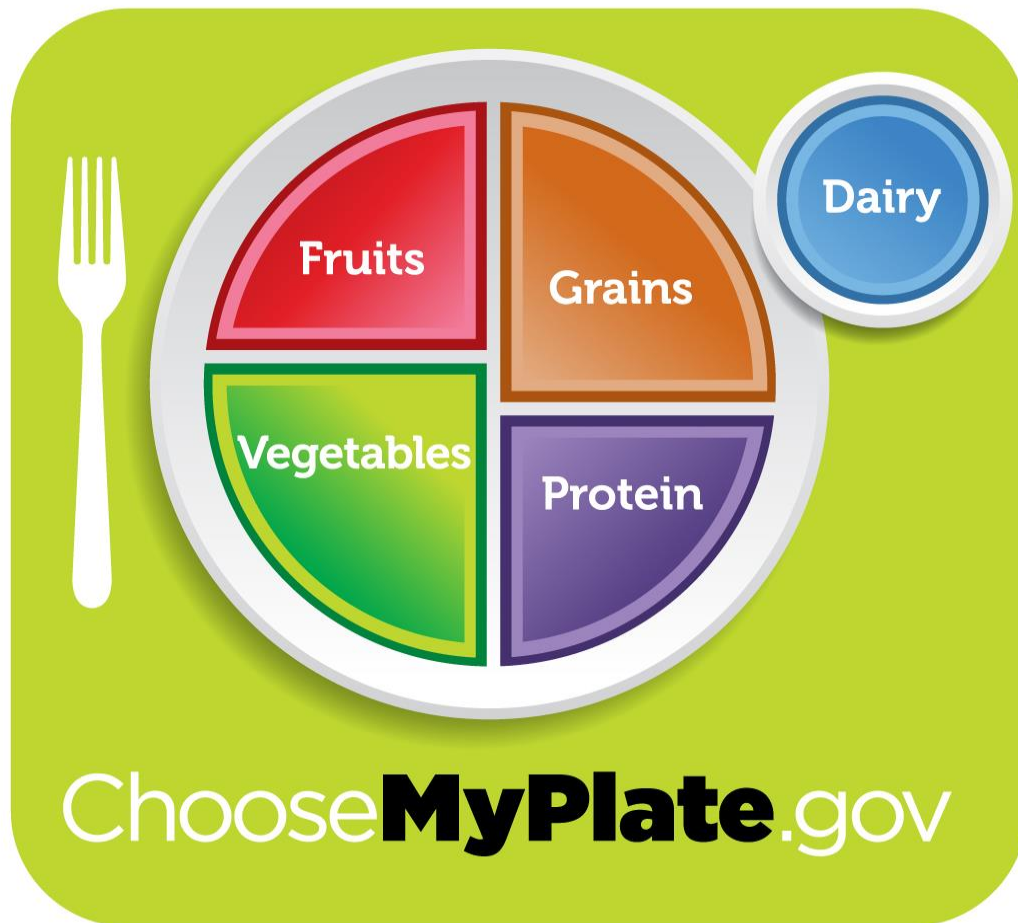 Dairy
Fruits
Grains
Vegetables
Protein
ChooseMyPlate.gov